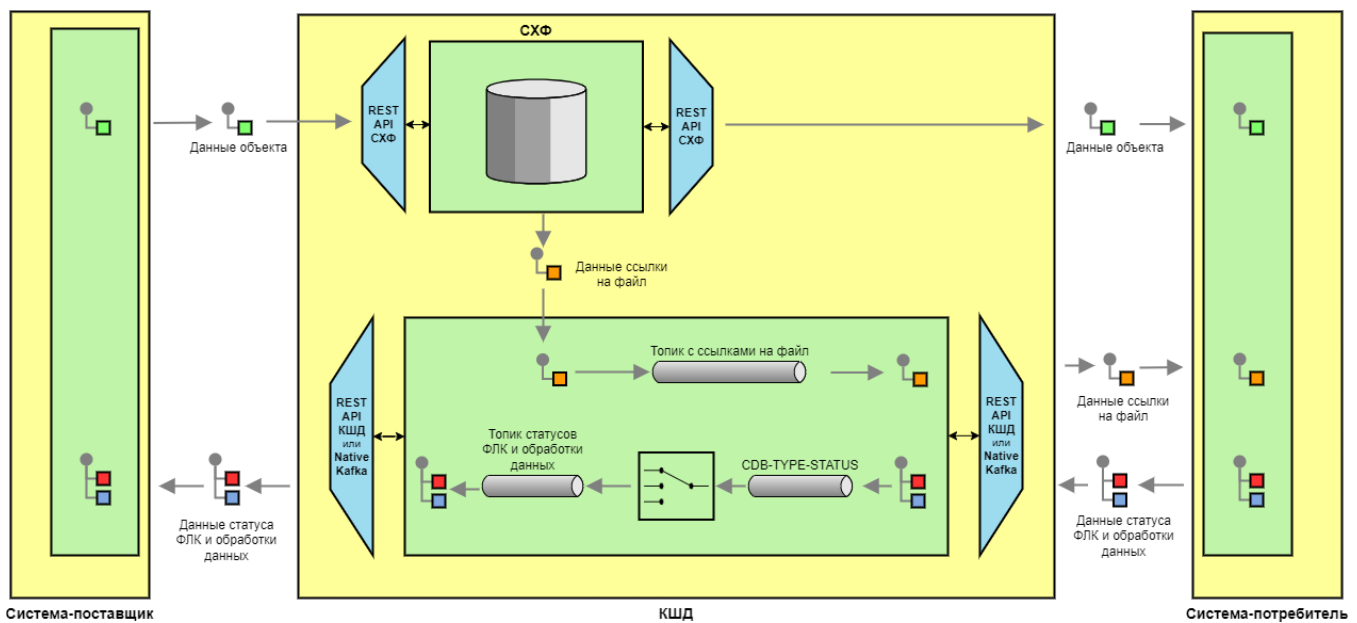 СХФ
REST
API
СХФ
REST
API
СХФ
Данные объекта
Данные объекта
Данные ссылки
на файл
Топик с ссылками на файл
REST
API
КШД
или
Native
Kafka
Топик статусов
ФЛК и обработки
данных
CDB-TYPE-STATUS
REST
API
КШД
или
Native
Kafka
Данные ссылки
на файл
Данные статуса
ФЛК и обработки
данных
Данные статуса
ФЛК и обработки
данных
Система-поставщик
КШД
Система-потребитель